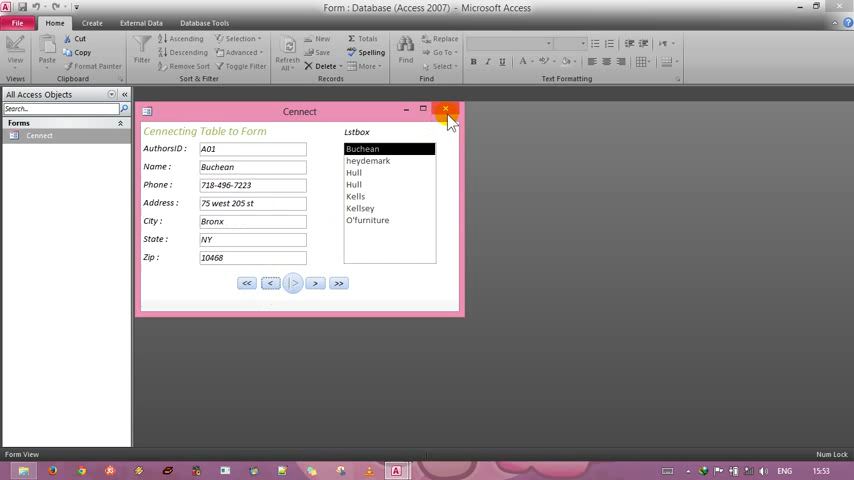 Form : Database (Access 2007) - Microsoft Access
File Home Create External Data Database Tools
View
Views
Paste
Cut
Copy
Format Painter
Clipboard
Filter
Ascending
Descending
Remove Sort
Selection
Advanced
Toggle Filter
Sort & Filter
Refresh
All
New
Save
Delete
Totals
Spelling
More
Records
Find
Replace
Go To
Select
Find
B I U
A
Text Formatting
All Access Objects
Search...
Forms
Cennect
Cennect
Connecting Table to Form
AuthorsID : A01
Name : Buchean
Phone : 718-496-7223
Address : 75 west 205 st
City : Bronx
State : NY
Zip : 10468
Lstbox
Buchean
heydemark
Hull
Hull
Kells
Kellsey
O'furniture
<< < |> > >>
Form View
Num Lock
ENG 15:53